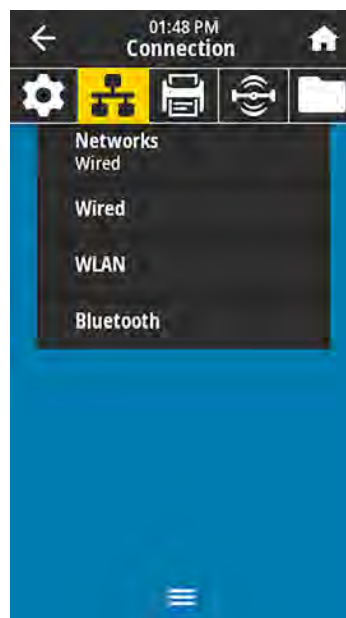 01:48 PM
Connection
Networks
Wired
Wired
WLAN
Bluetooth